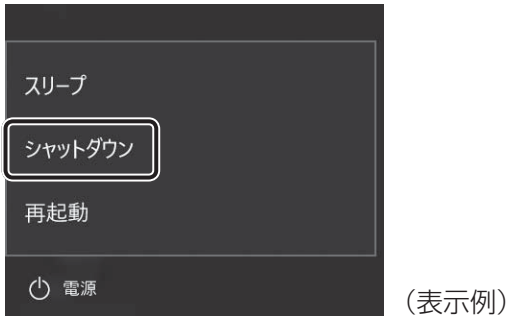 スリープ
シャットダウン
再起動
電源
（表示例）